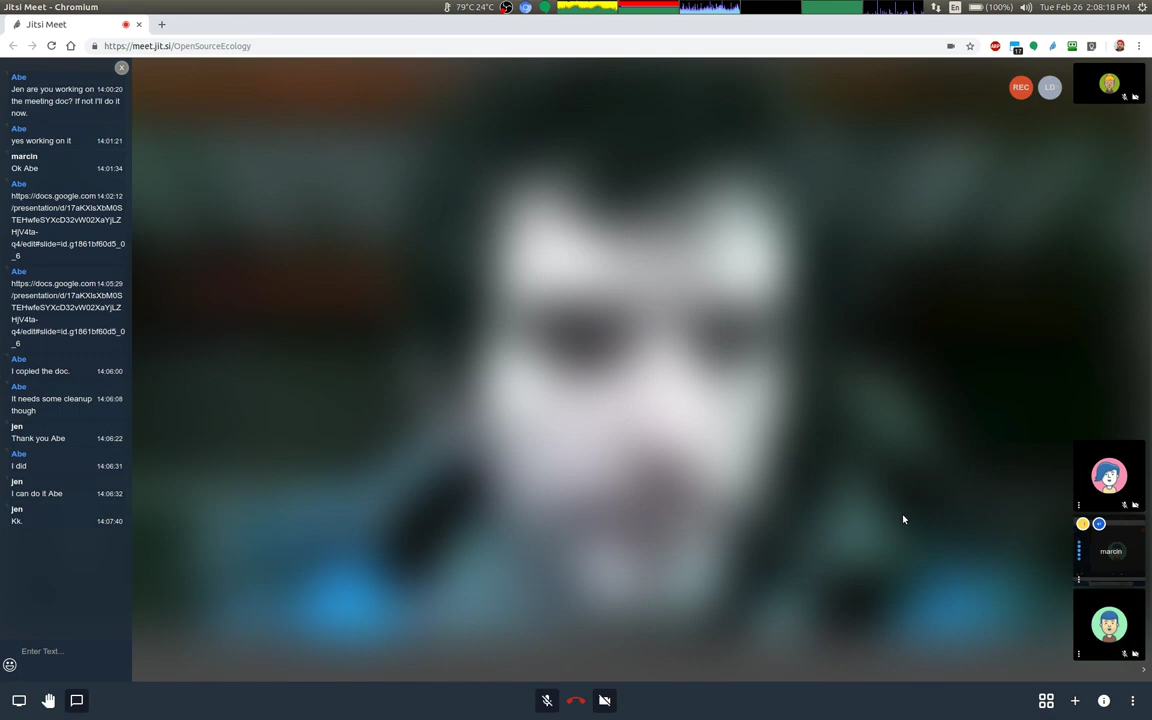 Jitsi Meet - Chromium
79°C 24°C
En
(100%)
Tue Feb 26 2:08:18 PM
Jitsi Meet
https://meet.jit.si/OpenSourceEcology
ABP
17
REC
LD
Abe
Jen are you working on 14:00:20
the meeting doc? If not I'll do it
now.
Abe
yes working on it 14:01:21
marcin
Ok Abe 14:01:34
Abe
https://docs.google.com 14:02:12
/presentation/d/17aKXIsXbM0S
TEHwfeSYXcD32vW02XaYjLZ
HjV4ta-
q4/edit#slide=id.g1861bf60d5_0
_6
Abe
https://docs.google.com 14:05:29
/presentation/d/17aKXIsXbM0S
TEHwfeSYXcD32vW02XaYjLZ
HjV4ta-
q4/edit#slide=id.g1861bf60d5_0
_6
Abe
I copied the doc. 14:06:00
Abe
It needs some cleanup 14:06:08
though
jen
Thank you Abe 14:06:22
Abe
I did 14:06:31
jen
I can do it Abe 14:06:32
jen
Kk. 14:07:40
marcin
Enter Text...